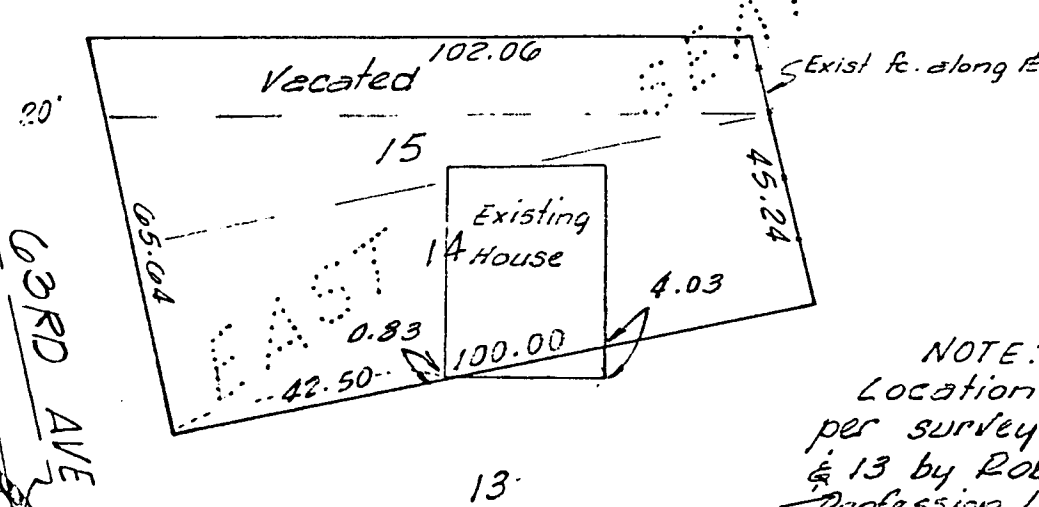 102.06
Vacated
Exist fc. along
20'
15
45.24
65.64
Existing
House
14
63RD AVE
EAST
4.03
0.83
100.00
42.50
NOTE:
Location
per survey
& 13 by
13